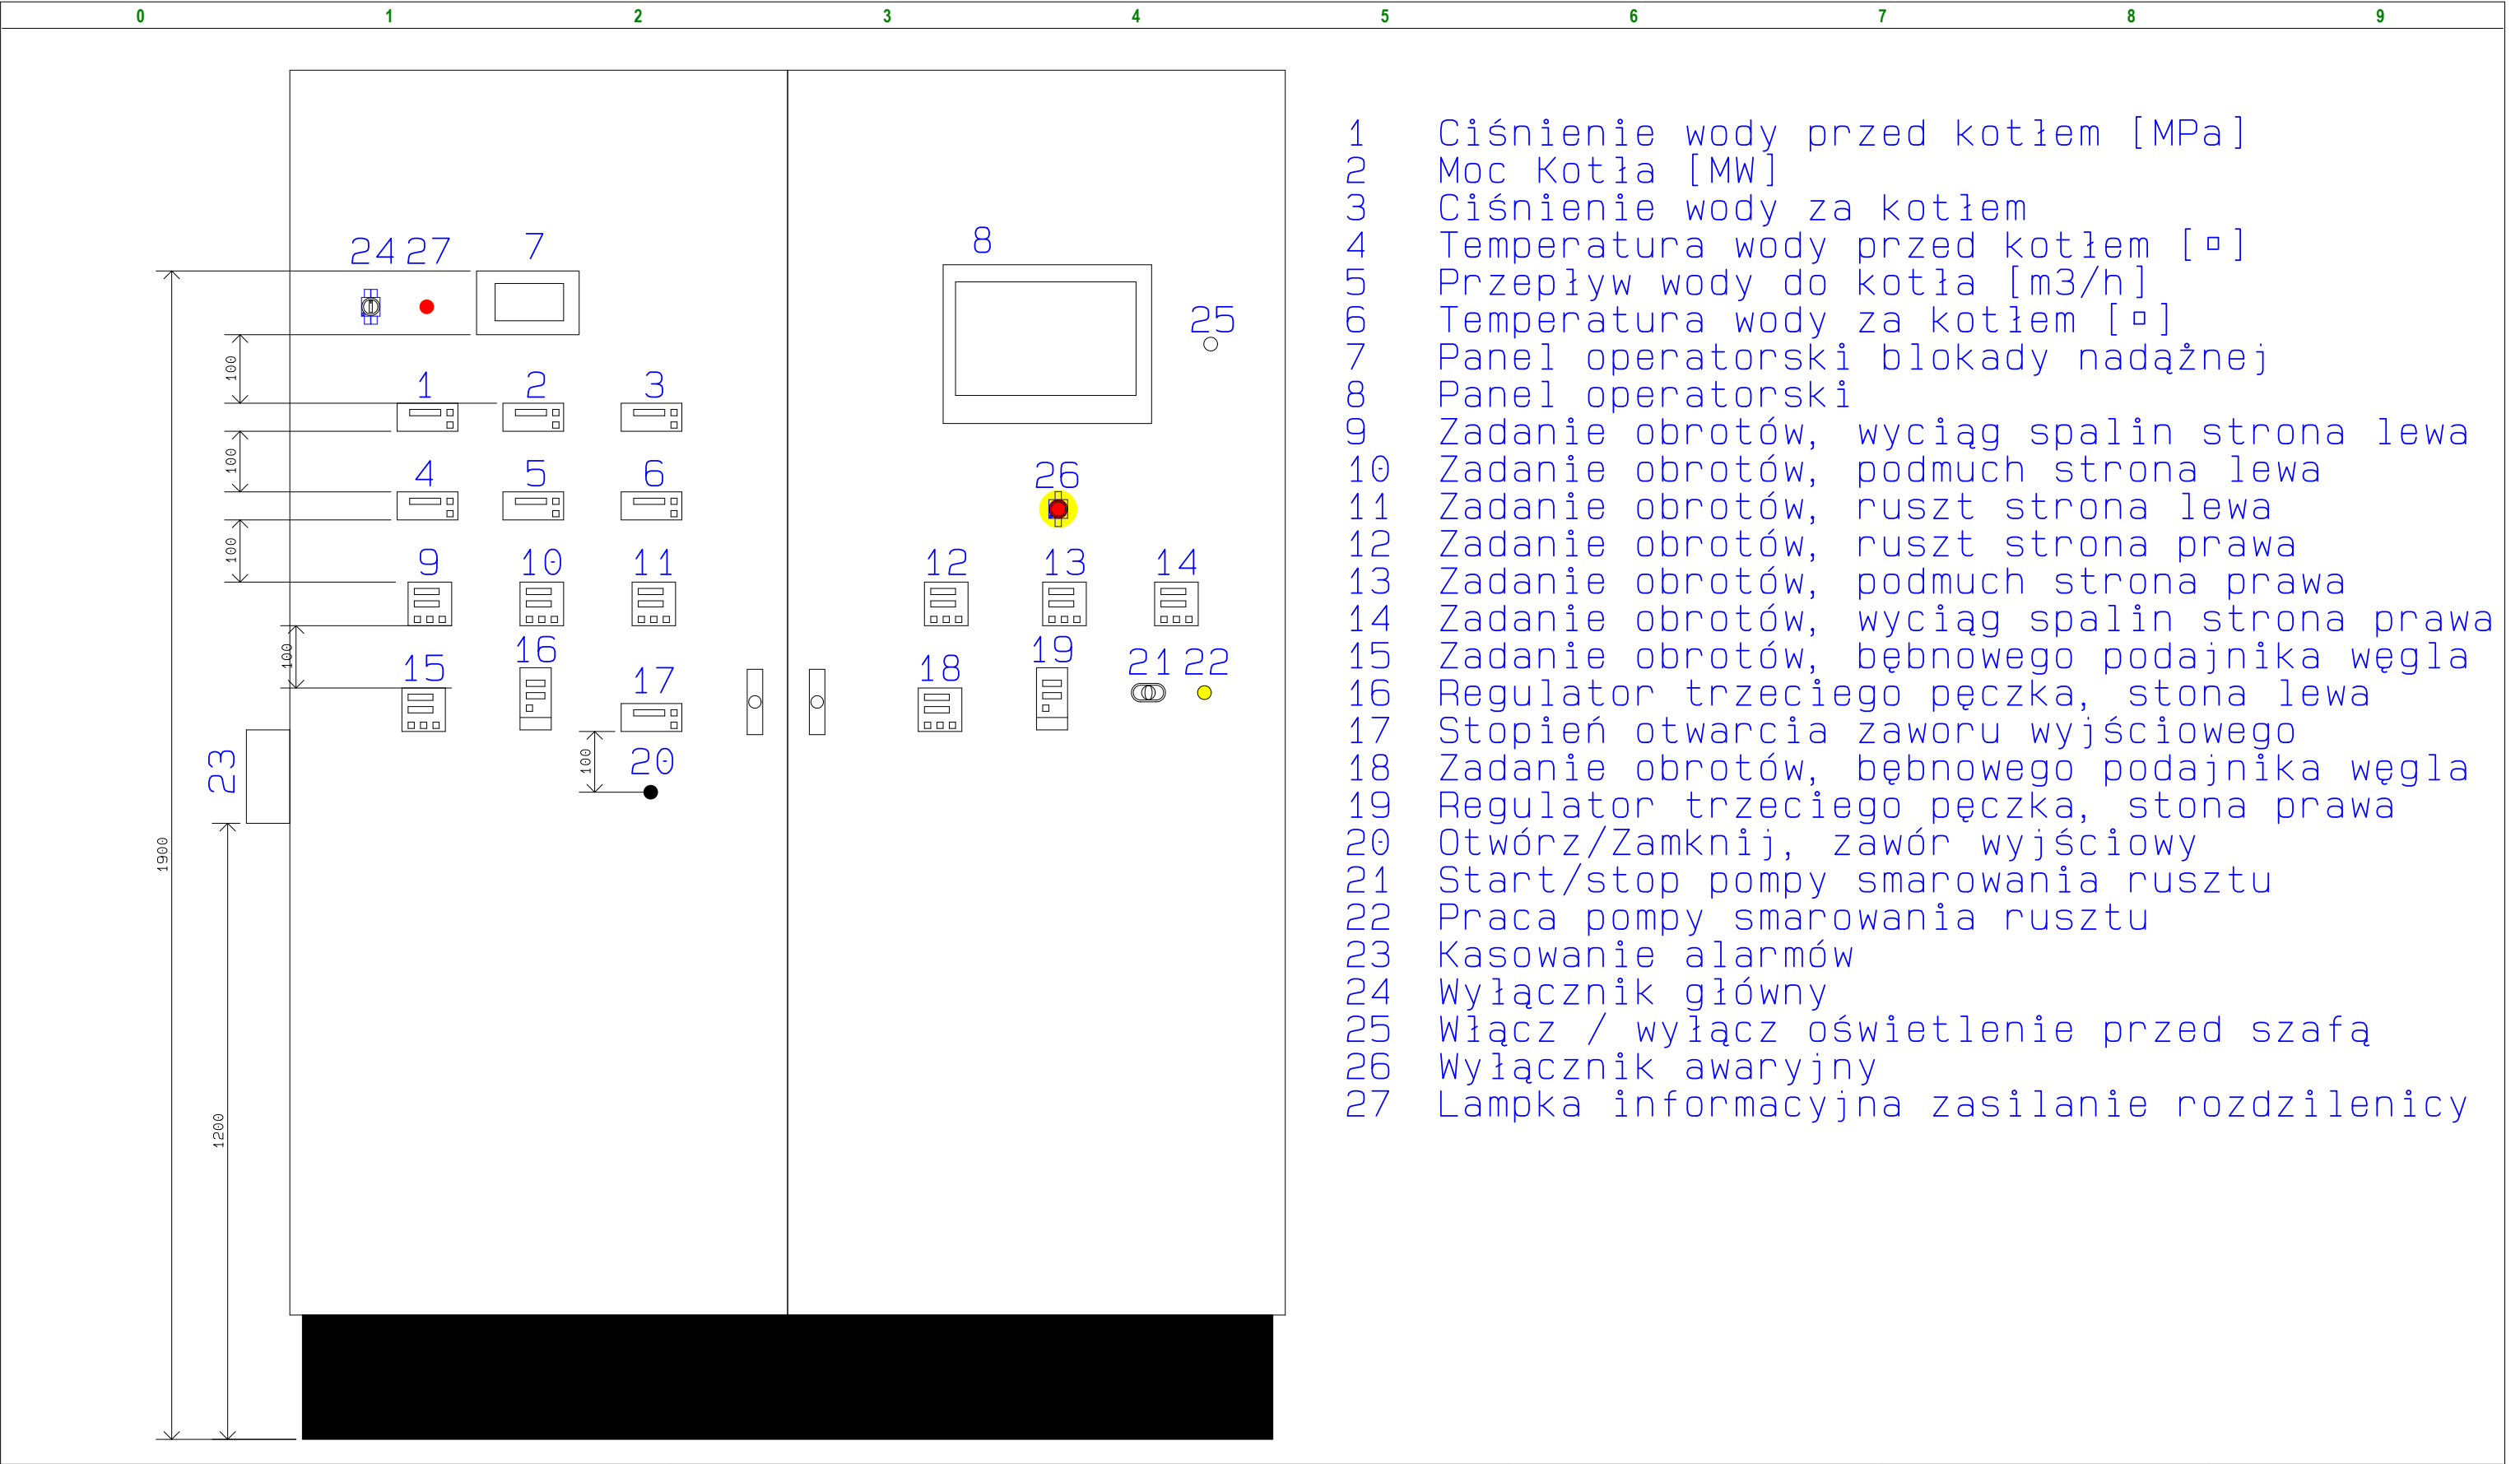 0 1 2 3 4 5 6 7 8 9
24 27 7 8
25
100
1 2 3
100
4 5 6
26
100
9 10 11 12 13 14
100
15 16 17 18 19 21 22
23
100
20
1900
1200
1 Ciśnienie wody przed kotłem [MPa]
2 Moc Kotła [MW]
3 Ciśnienie wody za kotłem
4 Temperatura wody przed kotłem [¤]
5 Przepływ wody do kotła [m3/h]
6 Temperatura wody za kotłem [¤]
7 Panel operatorski blokady nadążnej
8 Panel operatorski
9 Zadanie obrotów, wyciąg spalin strona lewa
10 Zadanie obrotów, podmuch strona lewa
11 Zadanie obrotów, ruszt strona lewa
12 Zadanie obrotów, ruszt strona prawa
13 Zadanie obrotów, podmuch strona prawa
14 Zadanie obrotów, wyciąg spalin strona prawa
15 Zadanie obrotów, bębnowego podajnika węgla
16 Regulator trzeciego pęczka, stona lewa
17 Stopień otwarcia zaworu wyjściowego
18 Zadanie obrotów, bębnowego podajnika węgla
19 Regulator trzeciego pęczka, stona prawa
20 Otwórz/Zamknij, zawór wyjściowy
21 Start/stop pompy smarowania rusztu
22 Praca pompy smarowania rusztu
23 Kasowanie alarmów
24 Wyłącznik główny
25 Włącz / wyłącz oświetlenie przed szafą
26 Wyłącznik awaryjny
27 Lampka informacyjna zasilanie rozdzilenicy